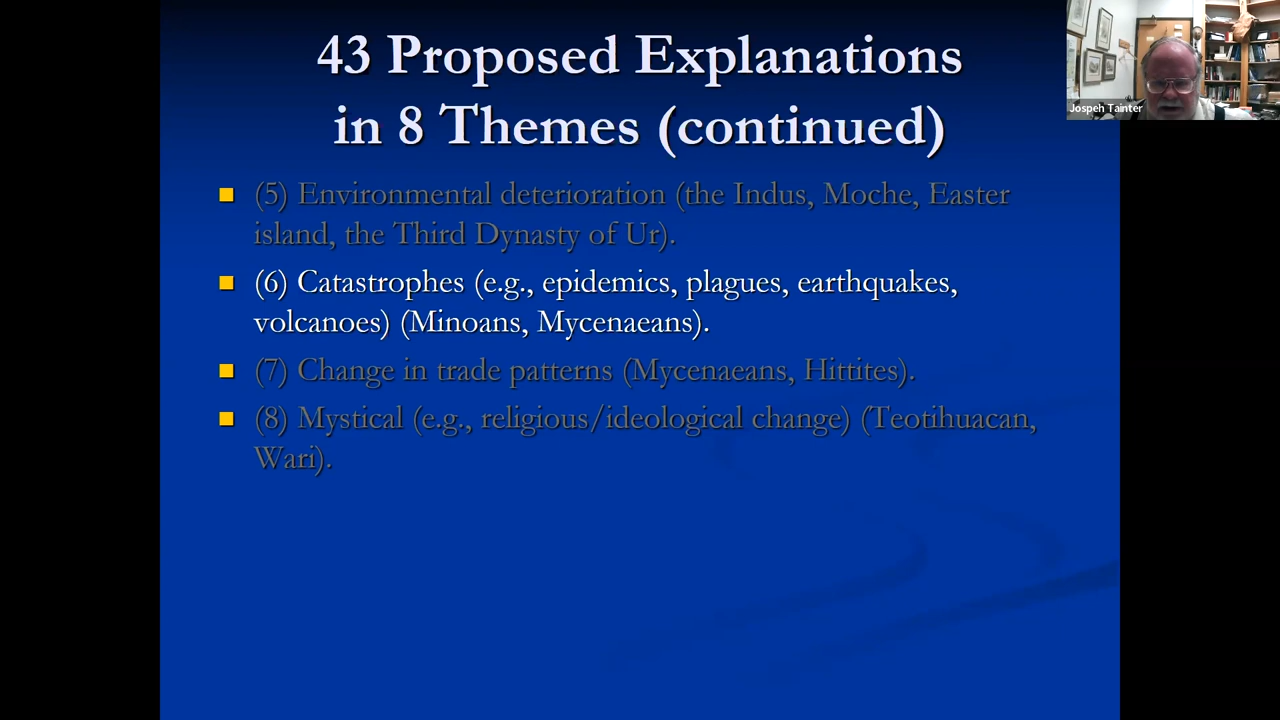 43 Proposed Explanations
in 8 Themes (continued)
Jospeh Tainter
(5) Environmental deterioration (the Indus, Moche, Easter
island, the Third Dynasty of Ur).
(6) Catastrophes (e.g., epidemics, plagues, earthquakes,
volcanoes) (Minoans, Mycenaeans).
(7) Change in trade patterns (Mycenaeans, Hittites).
(8) Mystical (e.g., religious/ideological change) (Teotihuacan,
Wari).